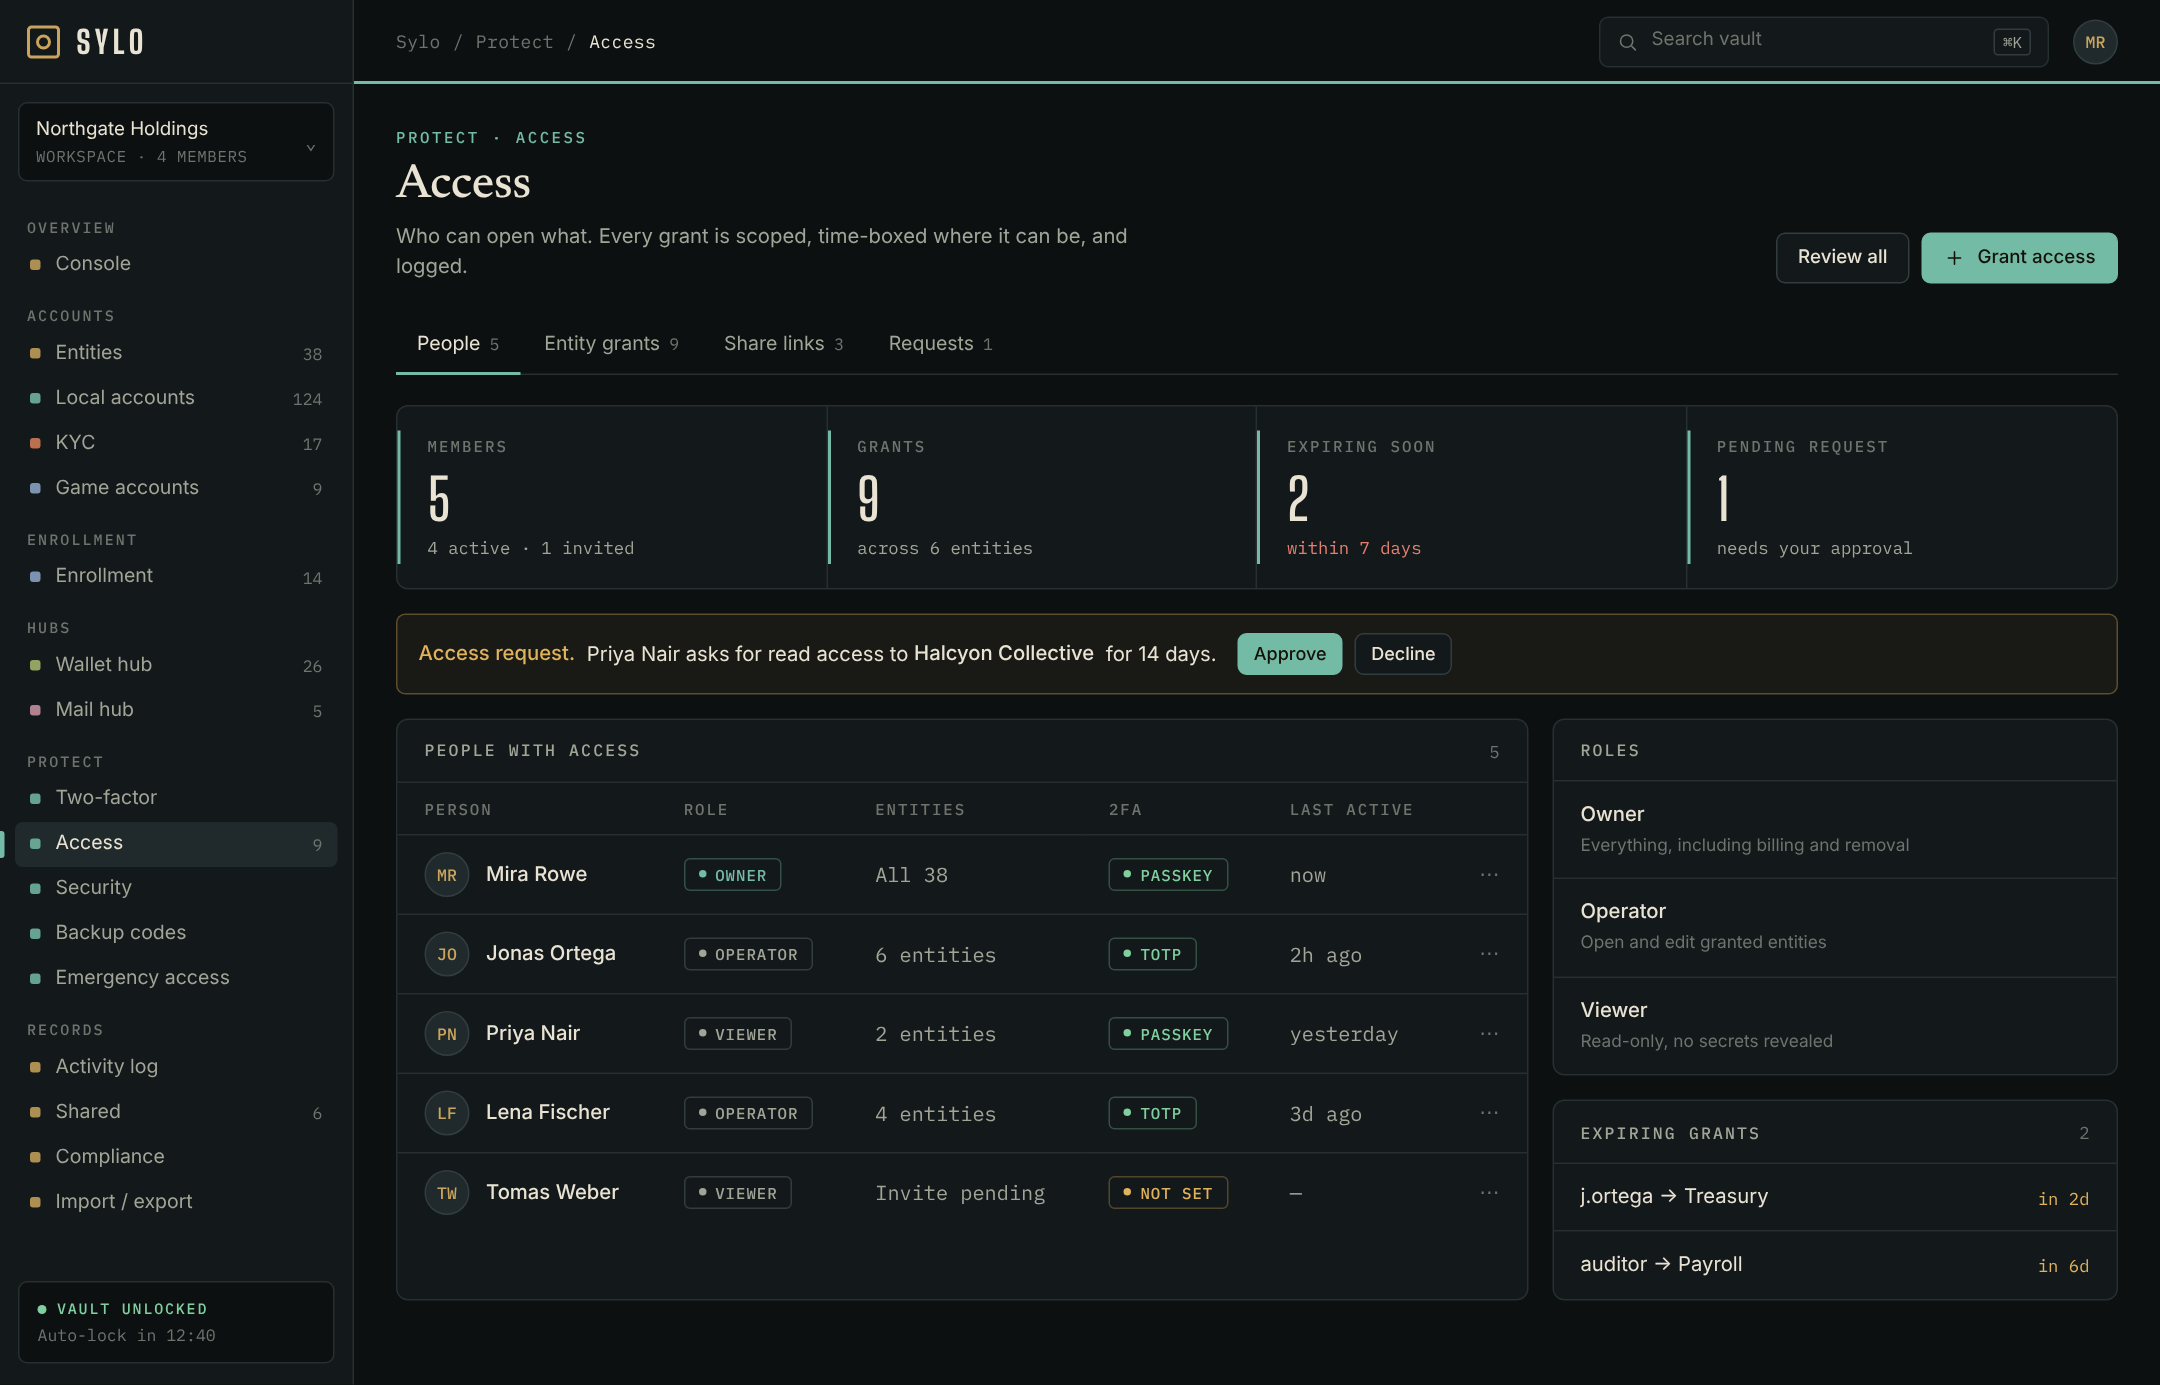 SYLO
Sylo / Protect / Access
Search vault
⌘K
MR
Northgate Holdings
WORKSPACE · 4 MEMBERS
OVERVIEW
Console
ACCOUNTS
Entities 38
Local accounts 124
KYC 17
Game accounts 9
ENROLLMENT
Enrollment 14
HUBS
Wallet hub 26
Mail hub 5
PROTECT
Two-factor
Access 9
Security
Backup codes
Emergency access
RECORDS
Activity log
Shared 6
Compliance
Import / export
VAULT UNLOCKED
Auto-lock in 12:40
PROTECT · ACCESS
Access
Who can open what. Every grant is scoped, time-boxed where it can be, and
logged.
Review all
+ Grant access
People 5 Entity grants 9 Share links 3 Requests 1
MEMBERS
5
4 active · 1 invited
GRANTS
9
across 6 entities
EXPIRING SOON
2
within 7 days
PENDING REQUEST
1
needs your approval
Access request. Priya Nair asks for read access to Halcyon Collective for 14 days. Approve Decline
PEOPLE WITH ACCESS 5
PERSON ROLE ENTITIES 2FA LAST ACTIVE
MR Mira Rowe OWNER All 38 PASSKEY now ···
JO Jonas Ortega OPERATOR 6 entities TOTP 2h ago ···
PN Priya Nair VIEWER 2 entities PASSKEY yesterday ···
LF Lena Fischer OPERATOR 4 entities TOTP 3d ago ···
TW Tomas Weber VIEWER Invite pending NOT SET — ···
ROLES
Owner
Everything, including billing and removal
Operator
Open and edit granted entities
Viewer
Read-only, no secrets revealed
EXPIRING GRANTS 2
j.ortega → Treasury in 2d
auditor → Payroll in 6d